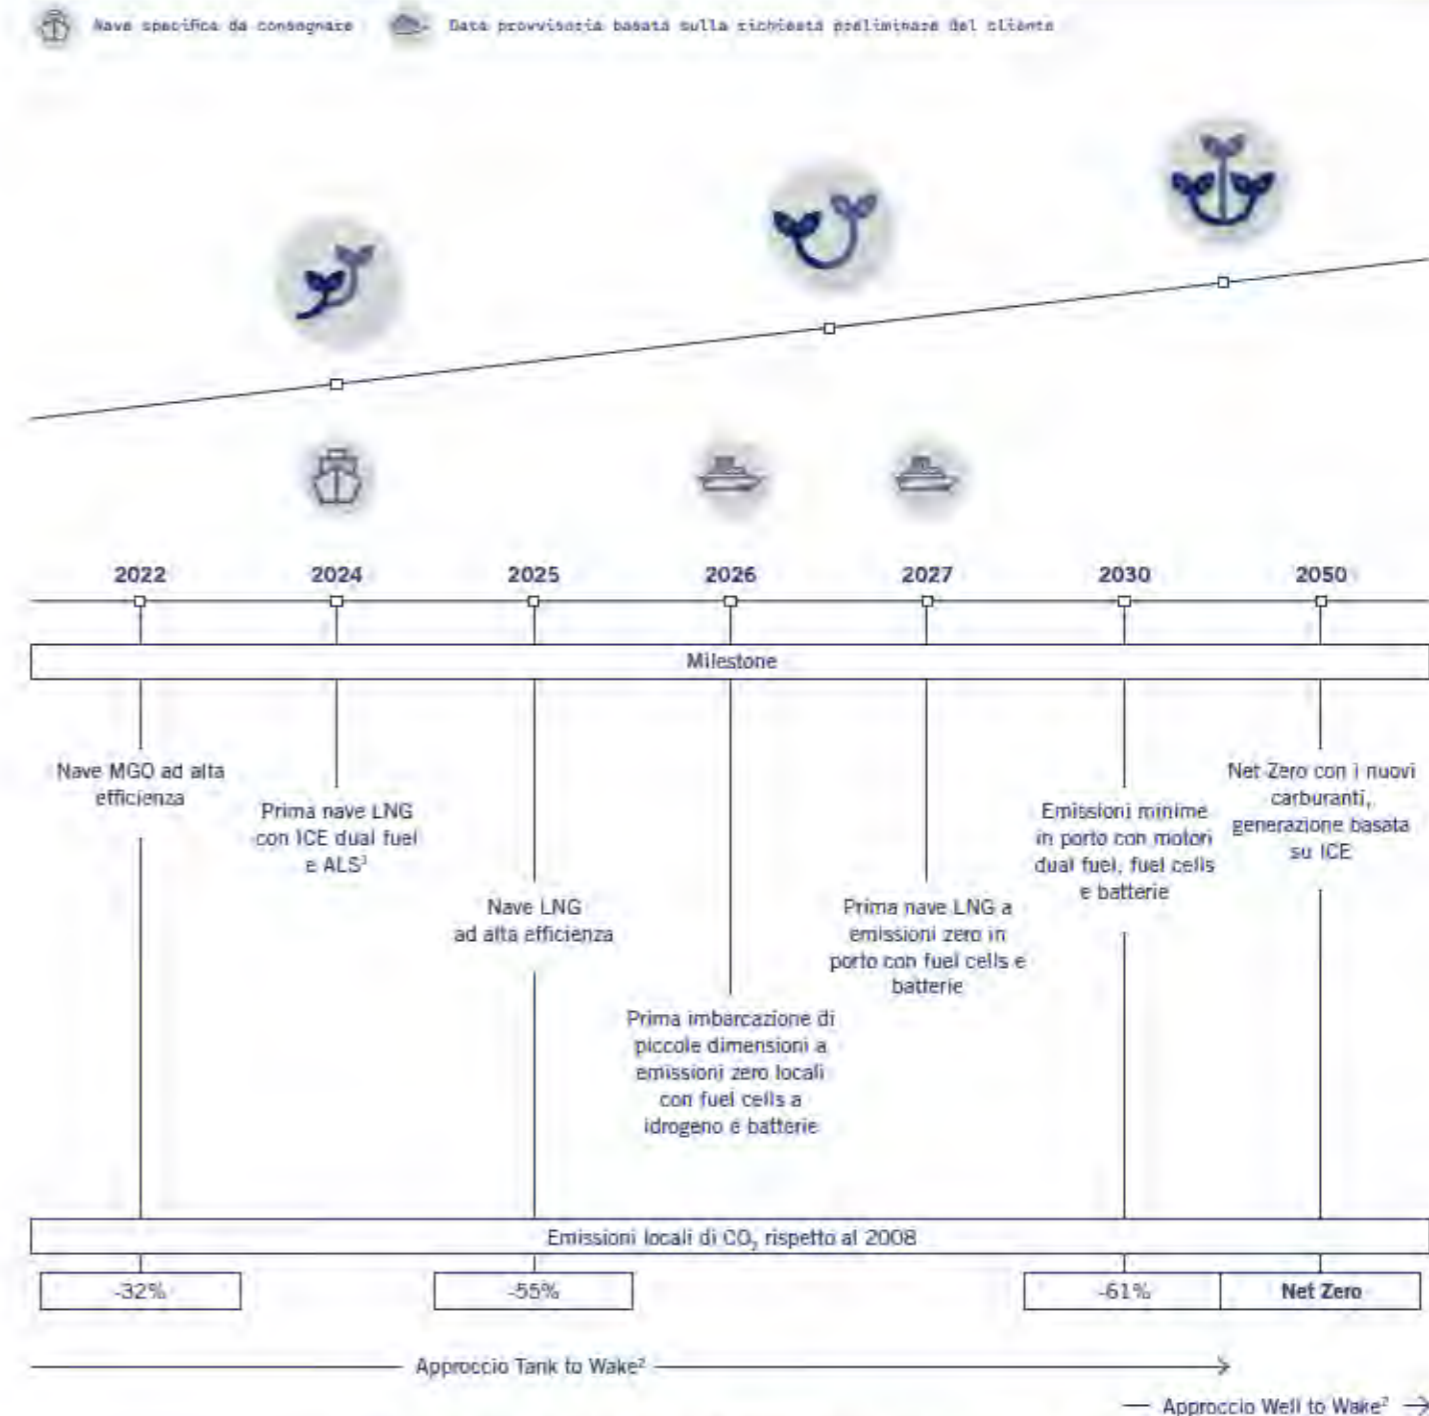 Nave specifica da consegnare
Data provvisoria basata sulla richiesta preliminare del cliente
2022
2024
2025
2026
2027
2030
2050
Milestone
Nave MGO ad alta
efficienza
Prima nave LNG
con ICE dual fuel
e ALS¹
Nave LNG
ad alta efficienza
Prima imbarcazione di
piccole dimensioni a
emissioni zero locali
con fuel cells a
idrogeno e batterie
Prima nave LNG a
emissioni zero in
porto con fuel cells e
batterie
Emissioni minime
in porto con motori
dual fuel, fuel cells
e batterie
Net Zero con i nuovi
carburanti,
generazione basata
su ICE
Emissioni locali di CO₂ rispetto al 2008
-32%
-55%
-61%
Net Zero
Approccio Tank to Wake²
Approccio Well to Wake²